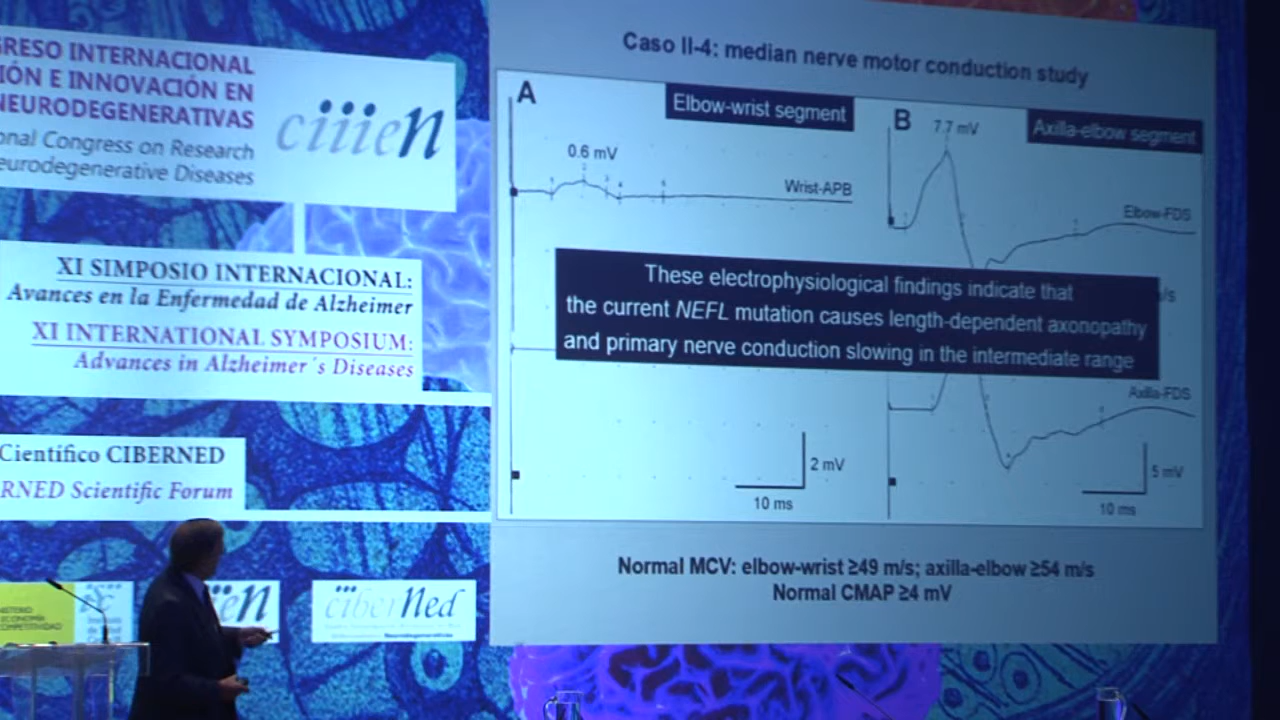 GRESO INTERNACIONAL
IÓN E INNOVACIÓN EN
NEURODEGENERATIVAS
onal Congress on Research
eurodegenerative Diseases
ciiien
XI SIMPOSIO INTERNACIONAL:
Avances en la Enfermedad de Alzheimer
XI INTERNATIONAL SYMPOSIUM:
Advances in Alzheimer´s Diseases
Científico CIBERNED
RNED Scientific Forum
ciberNed
Caso II-4: median nerve motor conduction study
A
Elbow-wrist segment
0.6 mV
Wrist-APB
2 mV
10 ms
B
7.7 mV
Axilla-elbow segment
Elbow-FDS
These electrophysiological findings indicate that
the current NEFL mutation causes length-dependent axonopathy
and primary nerve conduction slowing in the intermediate range
/s
Axilla-FDS
5 mV
10 ms
Normal MCV: elbow-wrist ≥49 m/s; axilla-elbow ≥54 m/s
Normal CMAP ≥4 mV